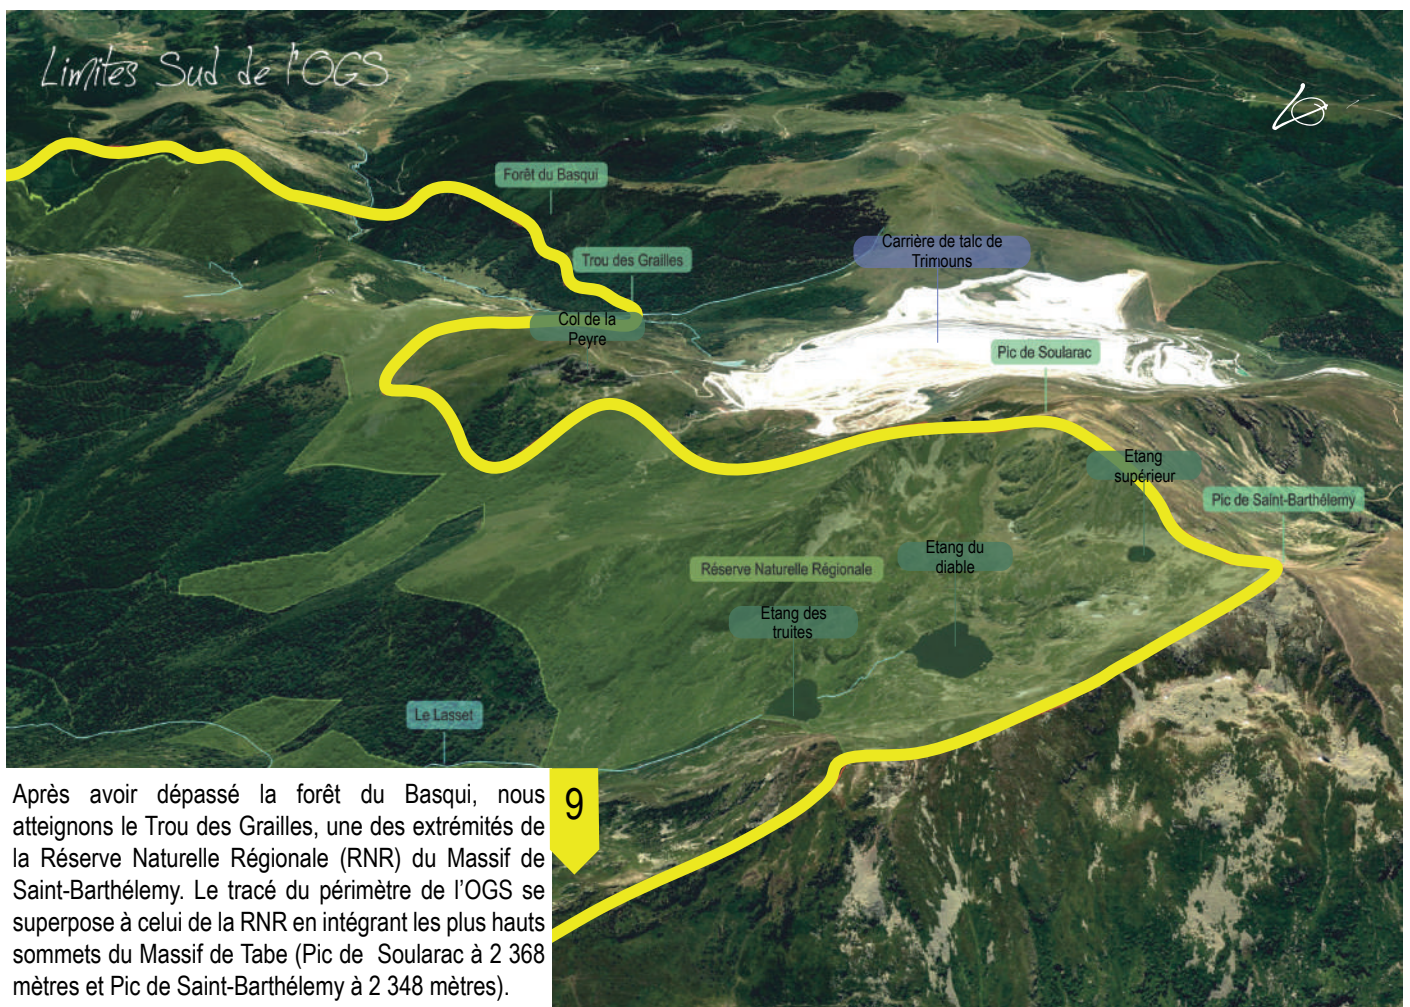 Limites Sud de l'OGS
Forêt du Basqui
Trou des Grailles
Carrière de talc de
Trimouns
Col de la
Peyre
Pic de Soularac
Etang
supérieur
Pic de Saint-Barthélemy
Etang du
diable
Réserve Naturelle Régionale
Etang des
truites
Le Lasset
Après avoir dépassé la forêt du Basqui, nous
atteignons le Trou des Grailles, une des extrémités de
la Réserve Naturelle Régionale (RNR) du Massif de
Saint-Barthélemy. Le tracé du périmètre de l'OGS se
superpose à celui de la RNR en intégrant les plus hauts
sommets du Massif de Tabe (Pic de Soularac à 2 368
mètres et Pic de Saint-Barthélemy à 2 348 mètres).
9